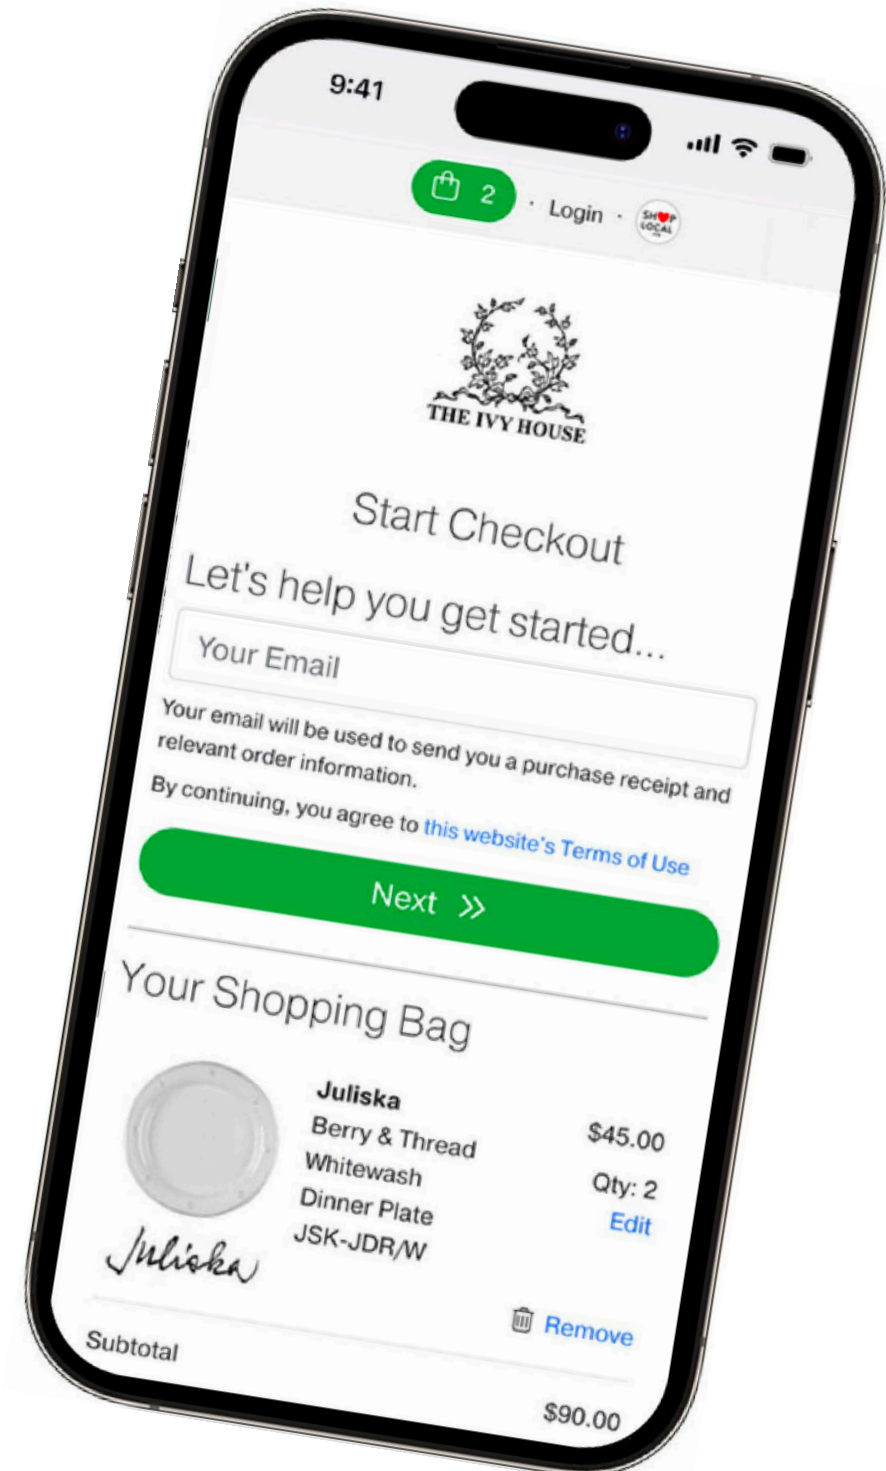 9:41
2 · Login · SH♥P
LOCAL
THE IVY HOUSE
Start Checkout
Let's help you get started...
Your Email
Your email will be used to send you a purchase receipt and
relevant order information.
By continuing, you agree to this website's Terms of Use
Next >>
Your Shopping Bag
Juliska
Berry & Thread
Whitewash
Dinner Plate
JSK-JDR/W
$45.00
Qty: 2
Edit
Juliska
Remove
Subtotal
$90.00